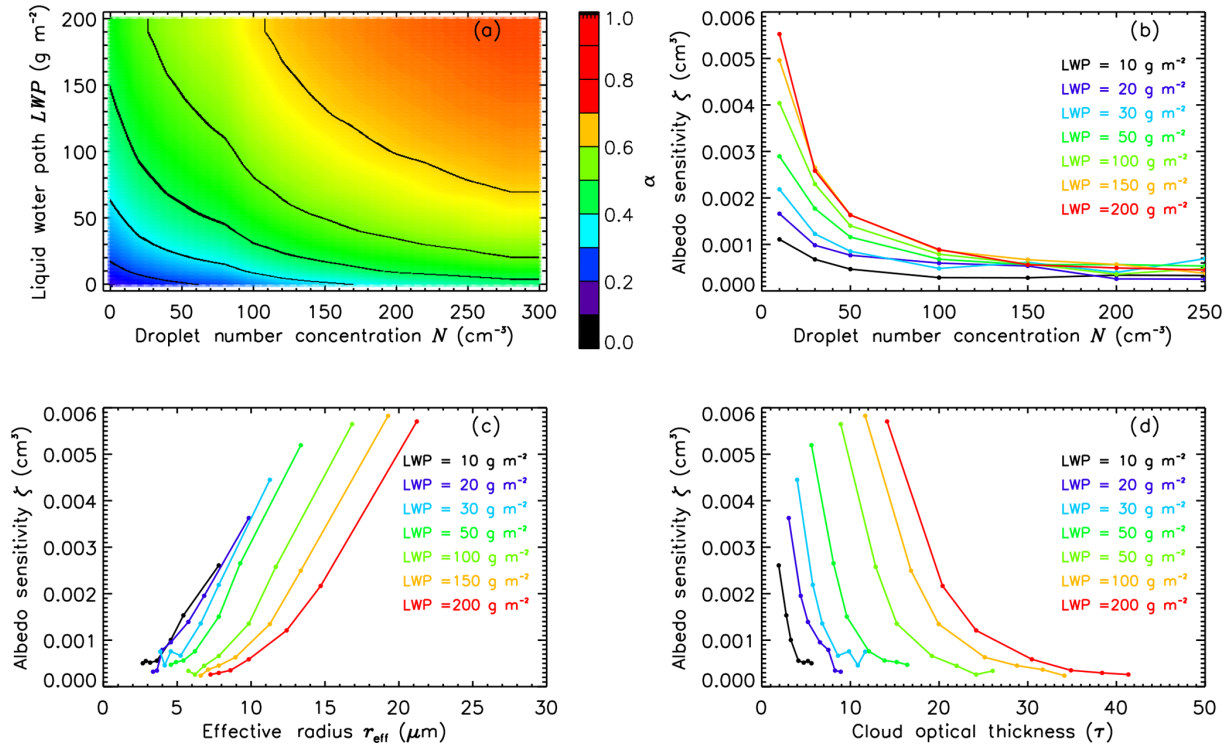 (a)
Liquid water path LWP (g m⁻²)
200
150
100
50
0
0 50 100 150 200 250 300
Droplet number concentration N (cm⁻³)
1.0
0.8
0.6
0.4
0.2
0.0
α
(b)
Albedo sensitivity ζ (cm³)
0.006
0.005
0.004
0.003
0.002
0.001
0.000
LWP = 10 g m⁻²
LWP = 20 g m⁻²
LWP = 30 g m⁻²
LWP = 50 g m⁻²
LWP =100 g m⁻²
LWP =150 g m⁻²
LWP =200 g m⁻²
0 50 100 150 200 250
Droplet number concentration N (cm⁻³)
(c)
Albedo sensitivity ζ (cm³)
0.006
0.005
0.004
0.003
0.002
0.001
0.000
LWP = 10 g m⁻²
LWP = 20 g m⁻²
LWP = 30 g m⁻²
LWP = 50 g m⁻²
LWP =100 g m⁻²
LWP =150 g m⁻²
LWP =200 g m⁻²
0 5 10 15 20 25 30
Effective radius r_eff (μm)
(d)
Albedo sensitivity ζ (cm³)
0.006
0.005
0.004
0.003
0.002
0.001
0.000
LWP = 10 g m⁻²
LWP = 20 g m⁻²
LWP = 30 g m⁻²
LWP = 50 g m⁻²
LWP = 50 g m⁻²
LWP =100 g m⁻²
LWP =200 g m⁻²
0 10 20 30 40 50
Cloud optical thickness (τ)